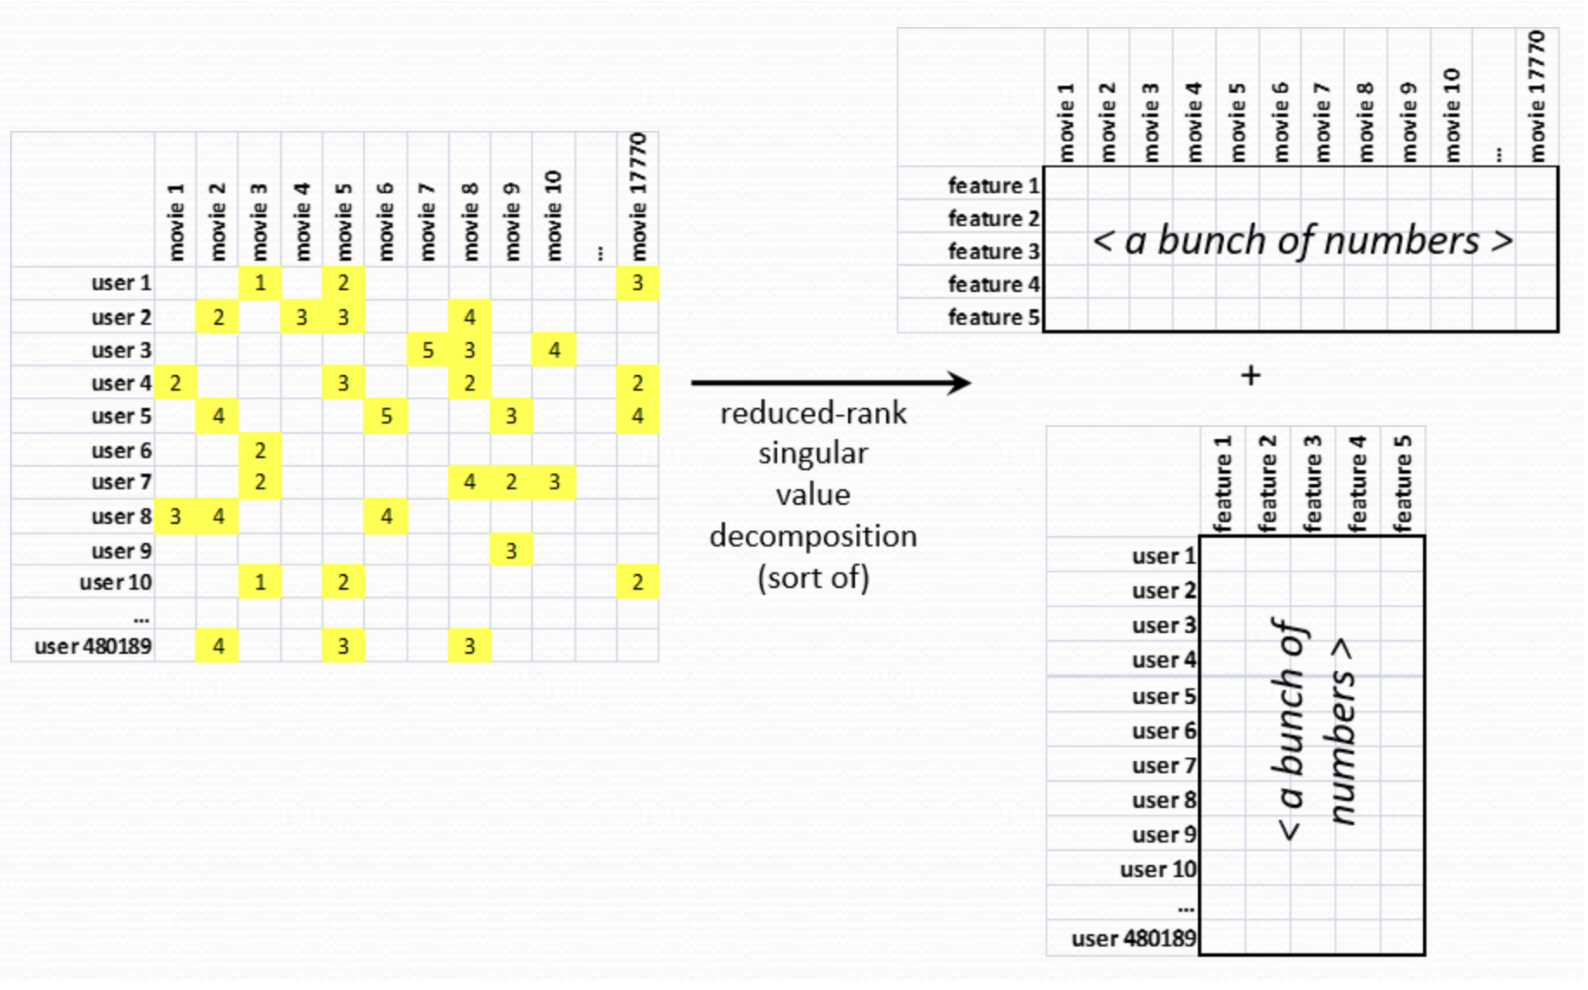 movie 1 movie 2 movie 3 movie 4 movie 5 movie 6 movie 7 movie 8 movie 9 movie 10 ... movie 17770
user 1 1 2 3
user 2 2 3 3 4
user 3 5 3 4
user 4 2 3 2 2
user 5 4 5 3 4
user 6 2
user 7 2 4 2 3
user 8 3 4 4
user 9 3
user 10 1 2 2
...
user 480189 4 3 3
reduced-rank
singular
value
decomposition
(sort of)
movie 1 movie 2 movie 3 movie 4 movie 5 movie 6 movie 7 movie 8 movie 9 movie 10 ... movie 17770
feature 1
feature 2
feature 3
feature 4
feature 5
< a bunch of numbers >
+
feature 1 feature 2 feature 3 feature 4 feature 5
user 1
user 2
user 3
user 4
user 5
user 6
user 7
user 8
user 9
user 10
...
user 480189
< a bunch of
numbers >